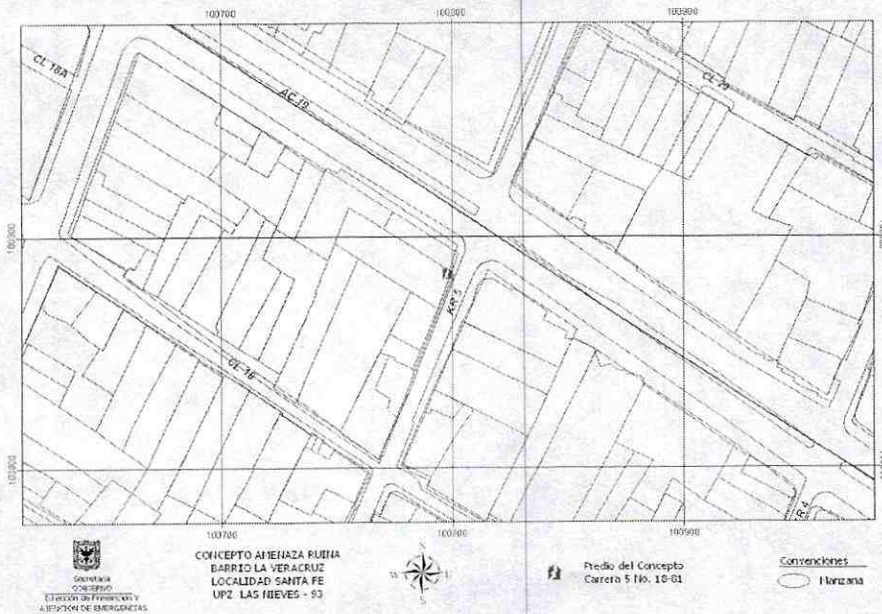 100700 100800 100900
CL 18A
AC 19
CL 20
KR 5
CL 18
KR 4
100700 100800 100900
Secretaría
GOBIERNO
Dirección de Prevención y
ATENCIÓN DE EMERGENCIAS
CONCEPTO AMENAZA RUINA
BARRIO LA VERACRUZ
LOCALIDAD SANTA FE
UPZ LAS NIEVES - 93
N
W
S
Predio del Concepto
Carrera 5 No. 18-81
Convenciones
Manzana